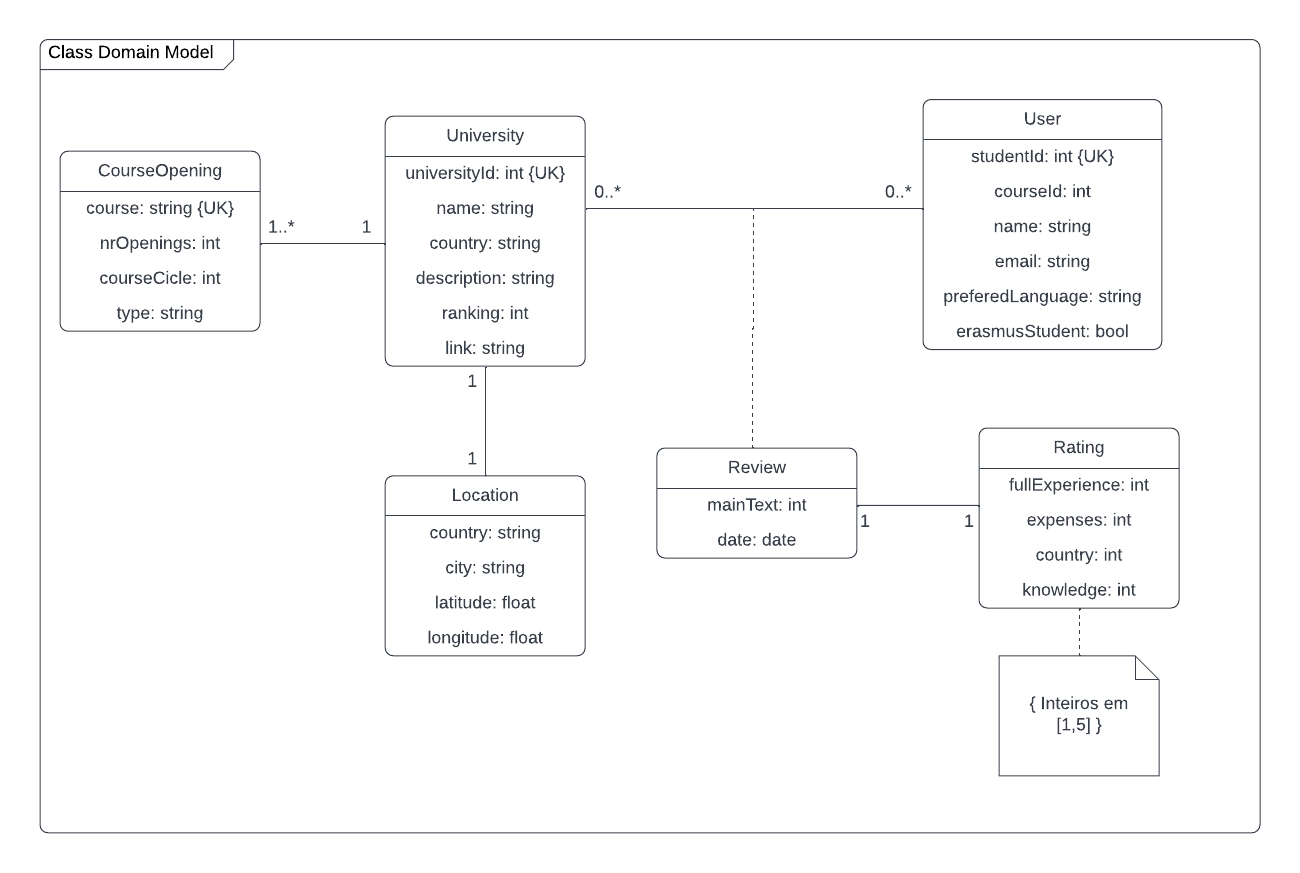 Class Domain Model
CourseOpening
course: string {UK}
nrOpenings: int
courseCicle: int
type: string
1..*
1
University
universityId: int {UK}
name: string
country: string
description: string
ranking: int
link: string
0..*
0..*
User
studentId: int {UK}
courseId: int
name: string
email: string
preferedLanguage: string
erasmusStudent: bool
1
1
Location
country: string
city: string
latitude: float
longitude: float
Review
mainText: int
date: date
1
1
Rating
fullExperience: int
expenses: int
country: int
knowledge: int
{ Inteiros em
[1,5] }